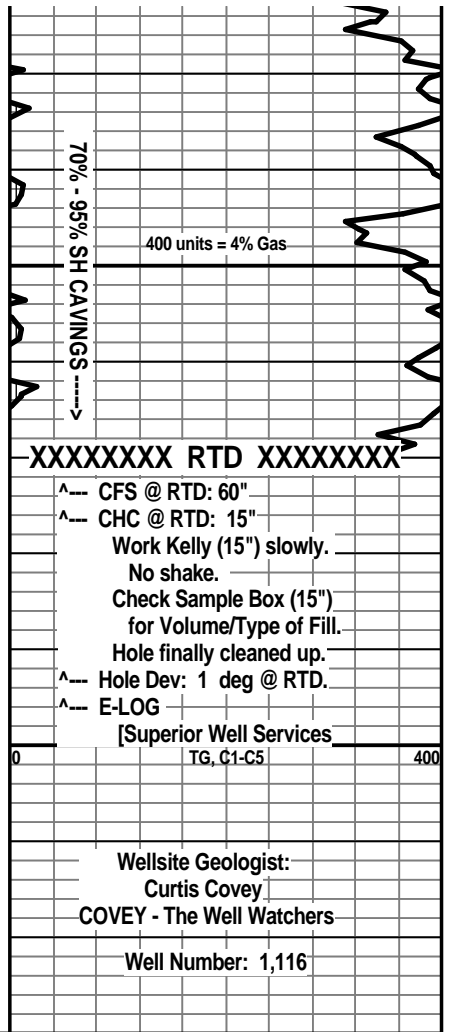 70% - 95% SH CAVINGS ----->
400 units = 4% Gas
XXXXXXXX RTD XXXXXXXX
^--- CFS @ RTD: 60"
^--- CHC @ RTD: 15"
Work Kelly (15") slowly.
No shake.
Check Sample Box (15")
for Volume/Type of Fill.
Hole finally cleaned up.
^--- Hole Dev: 1 deg @ RTD.
^--- E-LOG
[Superior Well Services
0 TG, C1-C5 400
Wellsite Geologist:
Curtis Covey
COVEY - The Well Watchers
Well Number: 1,116